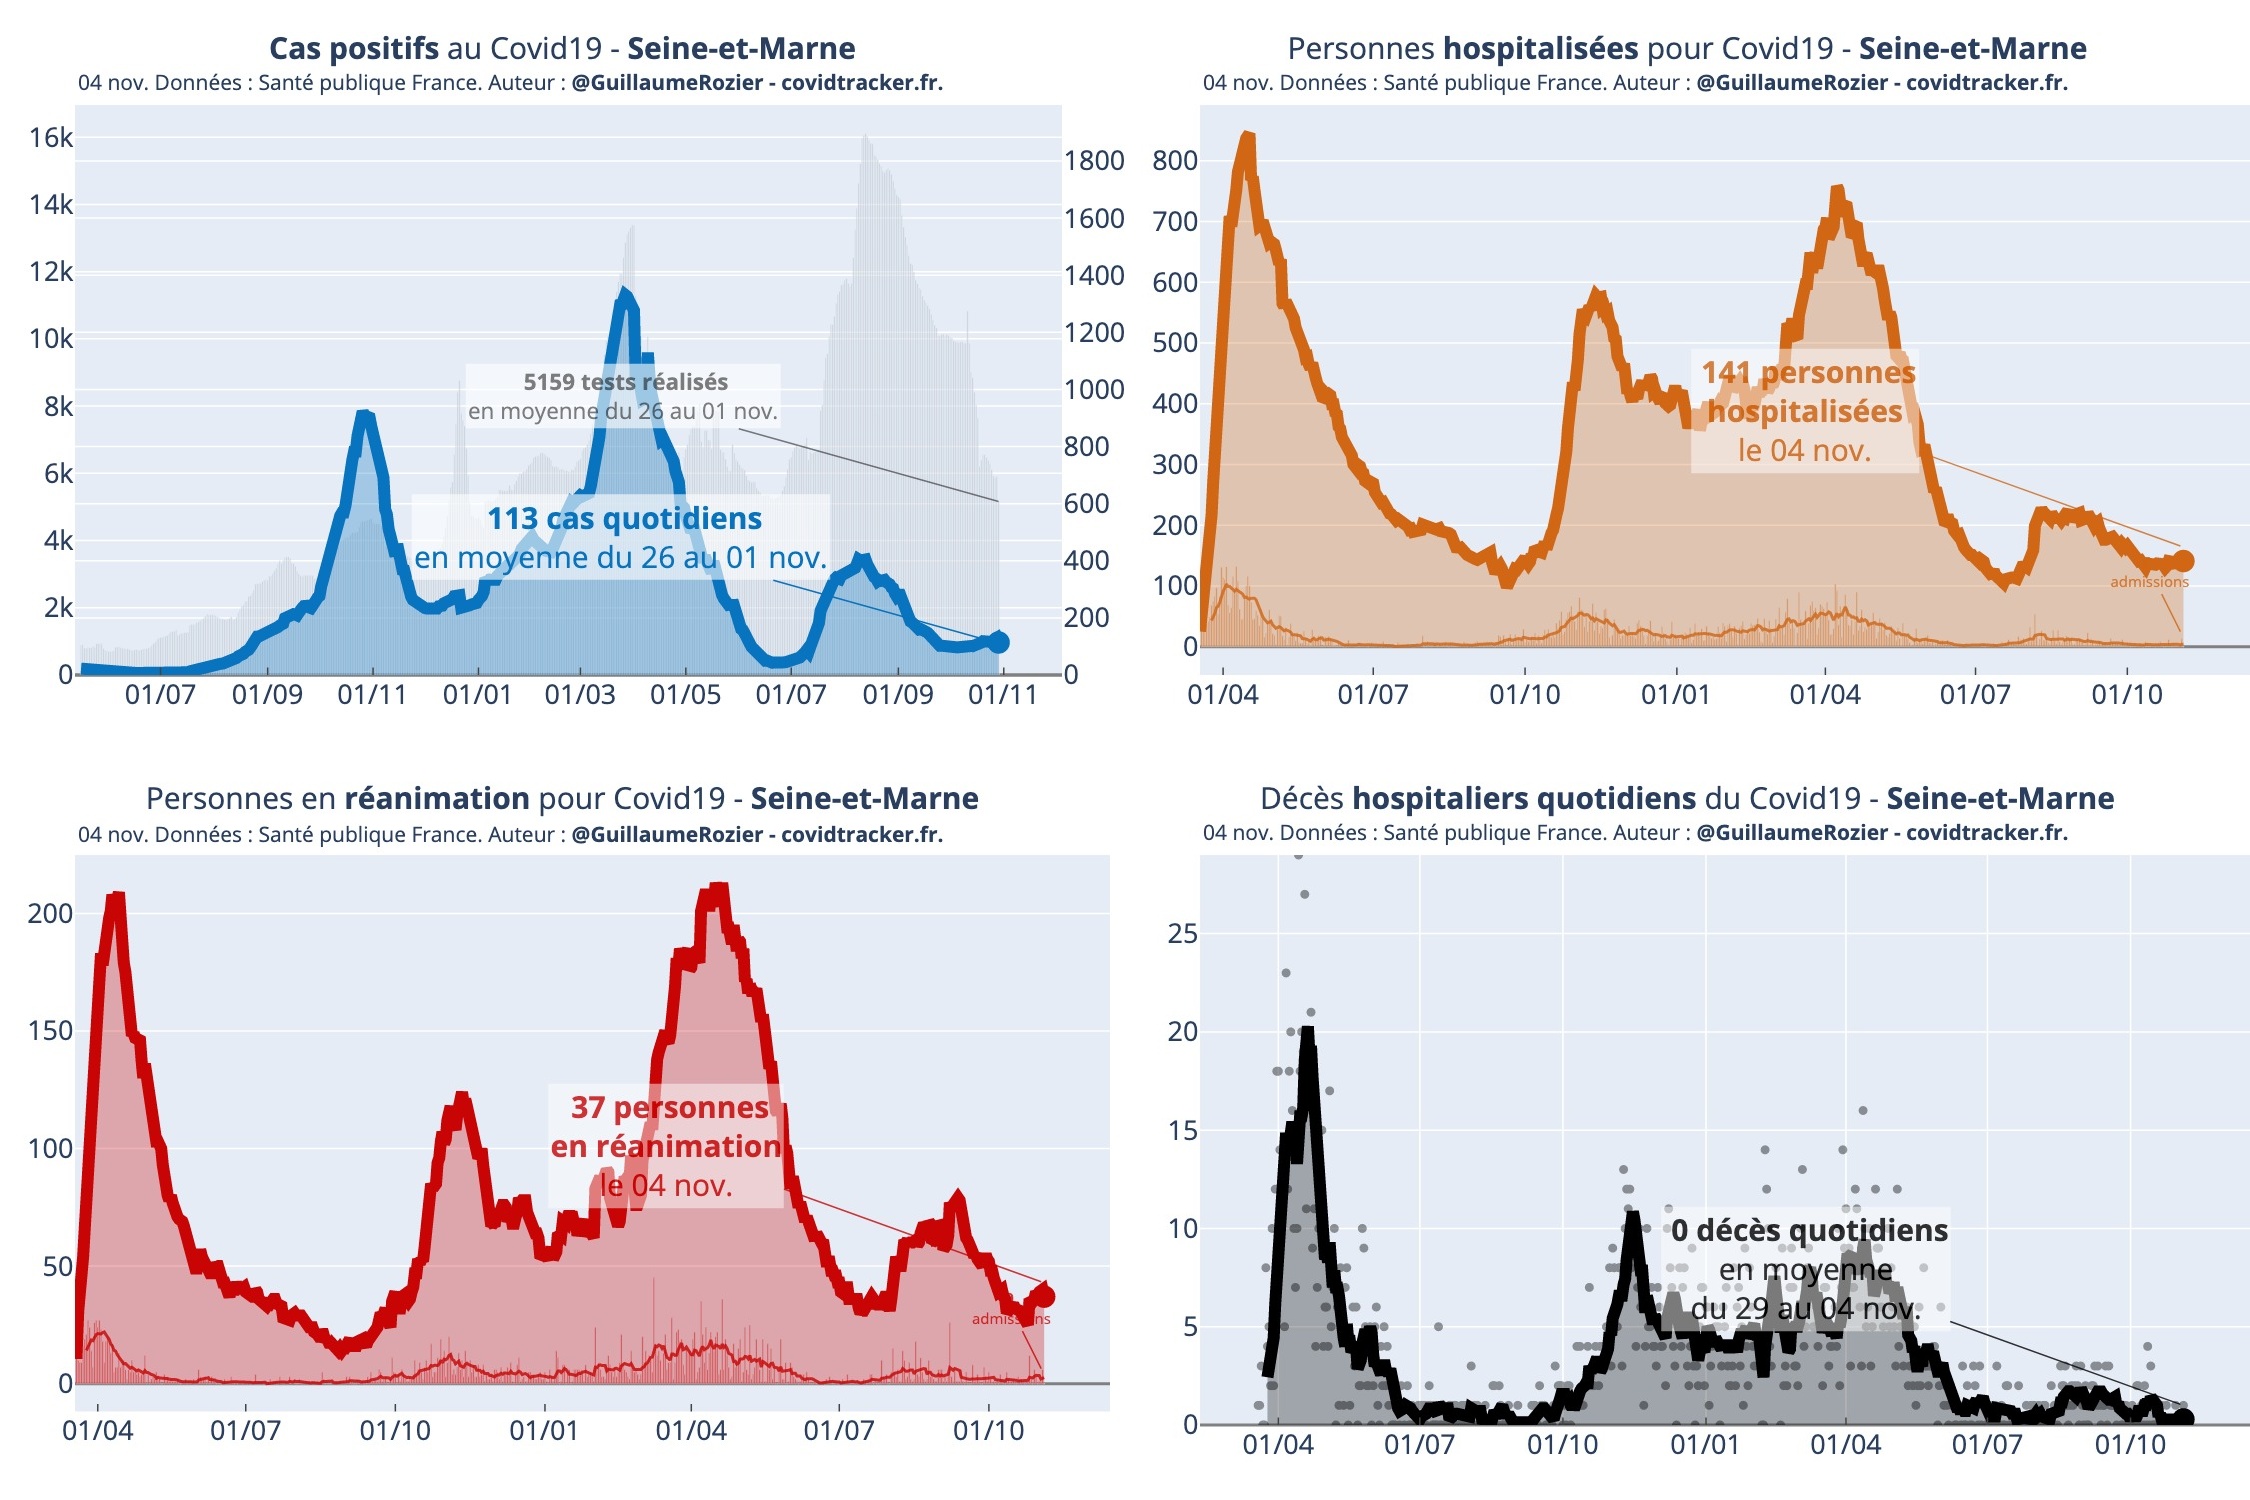 Cas positifs au Covid19 - Seine-et-Marne
04 nov. Données : Santé publique France. Auteur : @GuillaumeRozier - covidtracker.fr.
16k
14k
12k
10k
8k
6k
4k
2k
0
1800
1600
1400
1200
1000
800
600
400
200
0
5159 tests réalisés
en moyenne du 26 au 01 nov.
113 cas quotidiens
en moyenne du 26 au 01 nov.
01/07 01/09 01/11 01/01 01/03 01/05 01/07 01/09 01/11
Personnes hospitalisées pour Covid19 - Seine-et-Marne
04 nov. Données : Santé publique France. Auteur : @GuillaumeRozier - covidtracker.fr.
800
700
600
500
400
300
200
100
0
141 personnes
hospitalisées
le 04 nov.
admissions
01/04 01/07 01/10 01/01 01/04 01/07 01/10
Personnes en réanimation pour Covid19 - Seine-et-Marne
04 nov. Données : Santé publique France. Auteur : @GuillaumeRozier - covidtracker.fr.
200
150
100
50
0
37 personnes
en réanimation
le 04 nov.
admissions
01/04 01/07 01/10 01/01 01/04 01/07 01/10
Décès hospitaliers quotidiens du Covid19 - Seine-et-Marne
04 nov. Données : Santé publique France. Auteur : @GuillaumeRozier - covidtracker.fr.
25
20
15
10
5
0
0 décès quotidiens
en moyenne
du 29 au 04 nov.
01/04 01/07 01/10 01/01 01/04 01/07 01/10